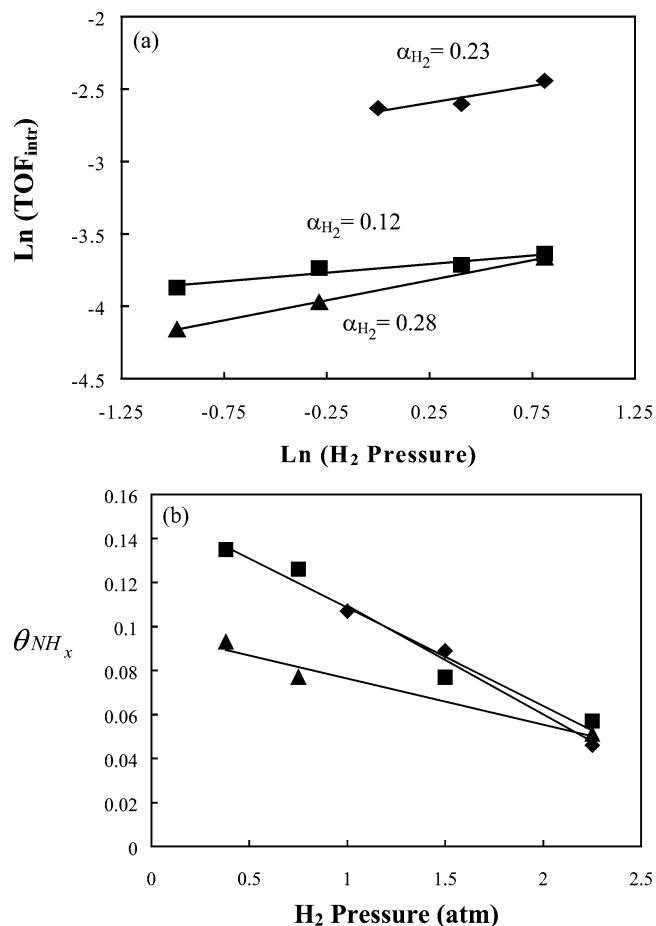 (a)
-2
-2.5
-3
-3.5
-4
-4.5
Ln (TOFintr)
αH2= 0.23
αH2= 0.12
αH2= 0.28
-1.25 -0.75 -0.25 0.25 0.75 1.25
Ln (H2 Pressure)
(b)
0.16
0.14
0.12
0.1
0.08
0.06
0.04
0.02
0
θNHx
0 0.5 1 1.5 2 2.5
H2 Pressure (atm)